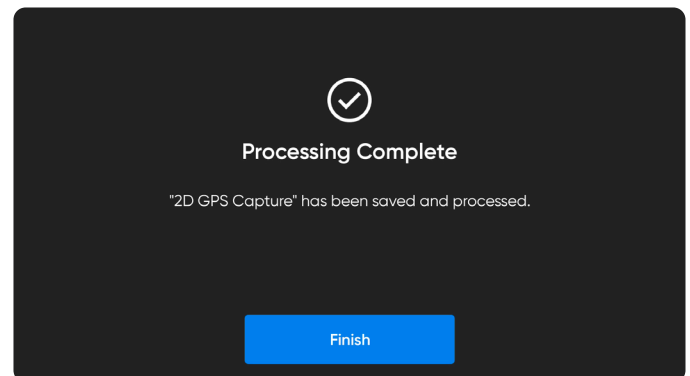 Processing Complete
"2D GPS Capture" has been saved and processed.
Finish